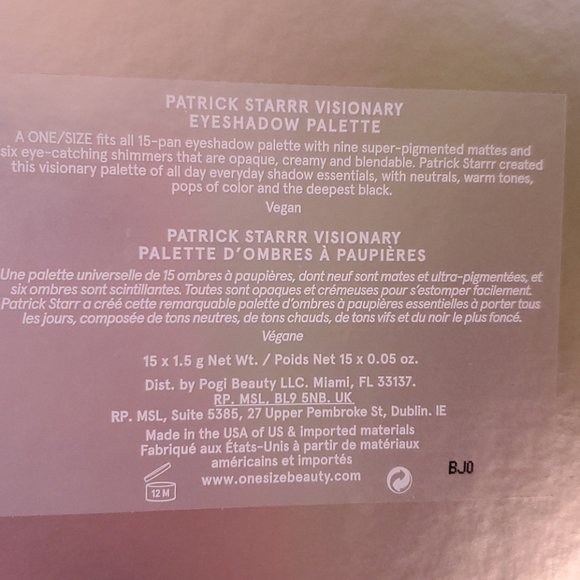 PATRICK STARRR VISIONARY
EYESHADOW PALETTE
A ONE/SIZE fits all 15-pan eyeshadow palette with nine super-pigmented mattes and
six eye-catching shimmers that are opaque, creamy and blendable. Patrick Starrr created
this visionary palette of all day everyday shadow essentials, with neutrals, warm tones,
pops of color and the deepest black.
Vegan
PATRICK STARRR VISIONARY
PALETTE D'OMBRES À PAUPIÈRES
Une palette universelle de 15 ombres à paupières, dont neuf sont mates et ultra-pigmentées, et
six ombres sont scintillantes. Toutes sont opaques et crémeuses pour s'estomper facilement.
Patrick Starr a créé cette remarquable palette d'ombres à paupières essentielles à porter tous
les jours, composée de tons neutres, de tons chauds, de tons vifs et du noir le plus foncé.
Végane
15 x 1.5 g Net Wt. / Poids Net 15 x 0.05 oz.
Dist. by Pogi Beauty LLC. Miami, FL 33137.
RP. MSL, BL9 5NB. UK
RP. MSL, Suite 5385, 27 Upper Pembroke St, Dublin. IE
Made in the USA of US & imported materials
Fabriqué aux États-Unis à partir de matériaux
américains et importés
www.onesizebeauty.com
12 M
BJ0